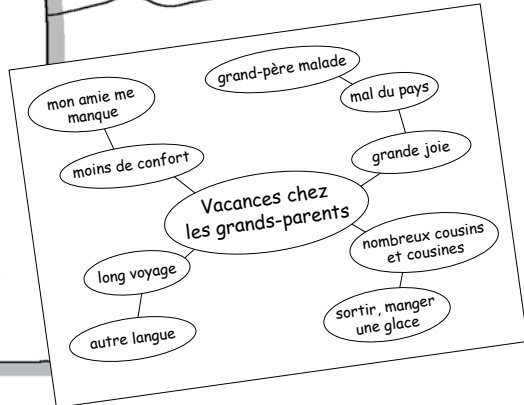 grand-père malade
mon amie me
manque
mal du pays
moins de confort
grande joie
Vacances chez
les grands-parents
nombreux cousins
et cousines
long voyage
sortir, manger
une glace
autre langue